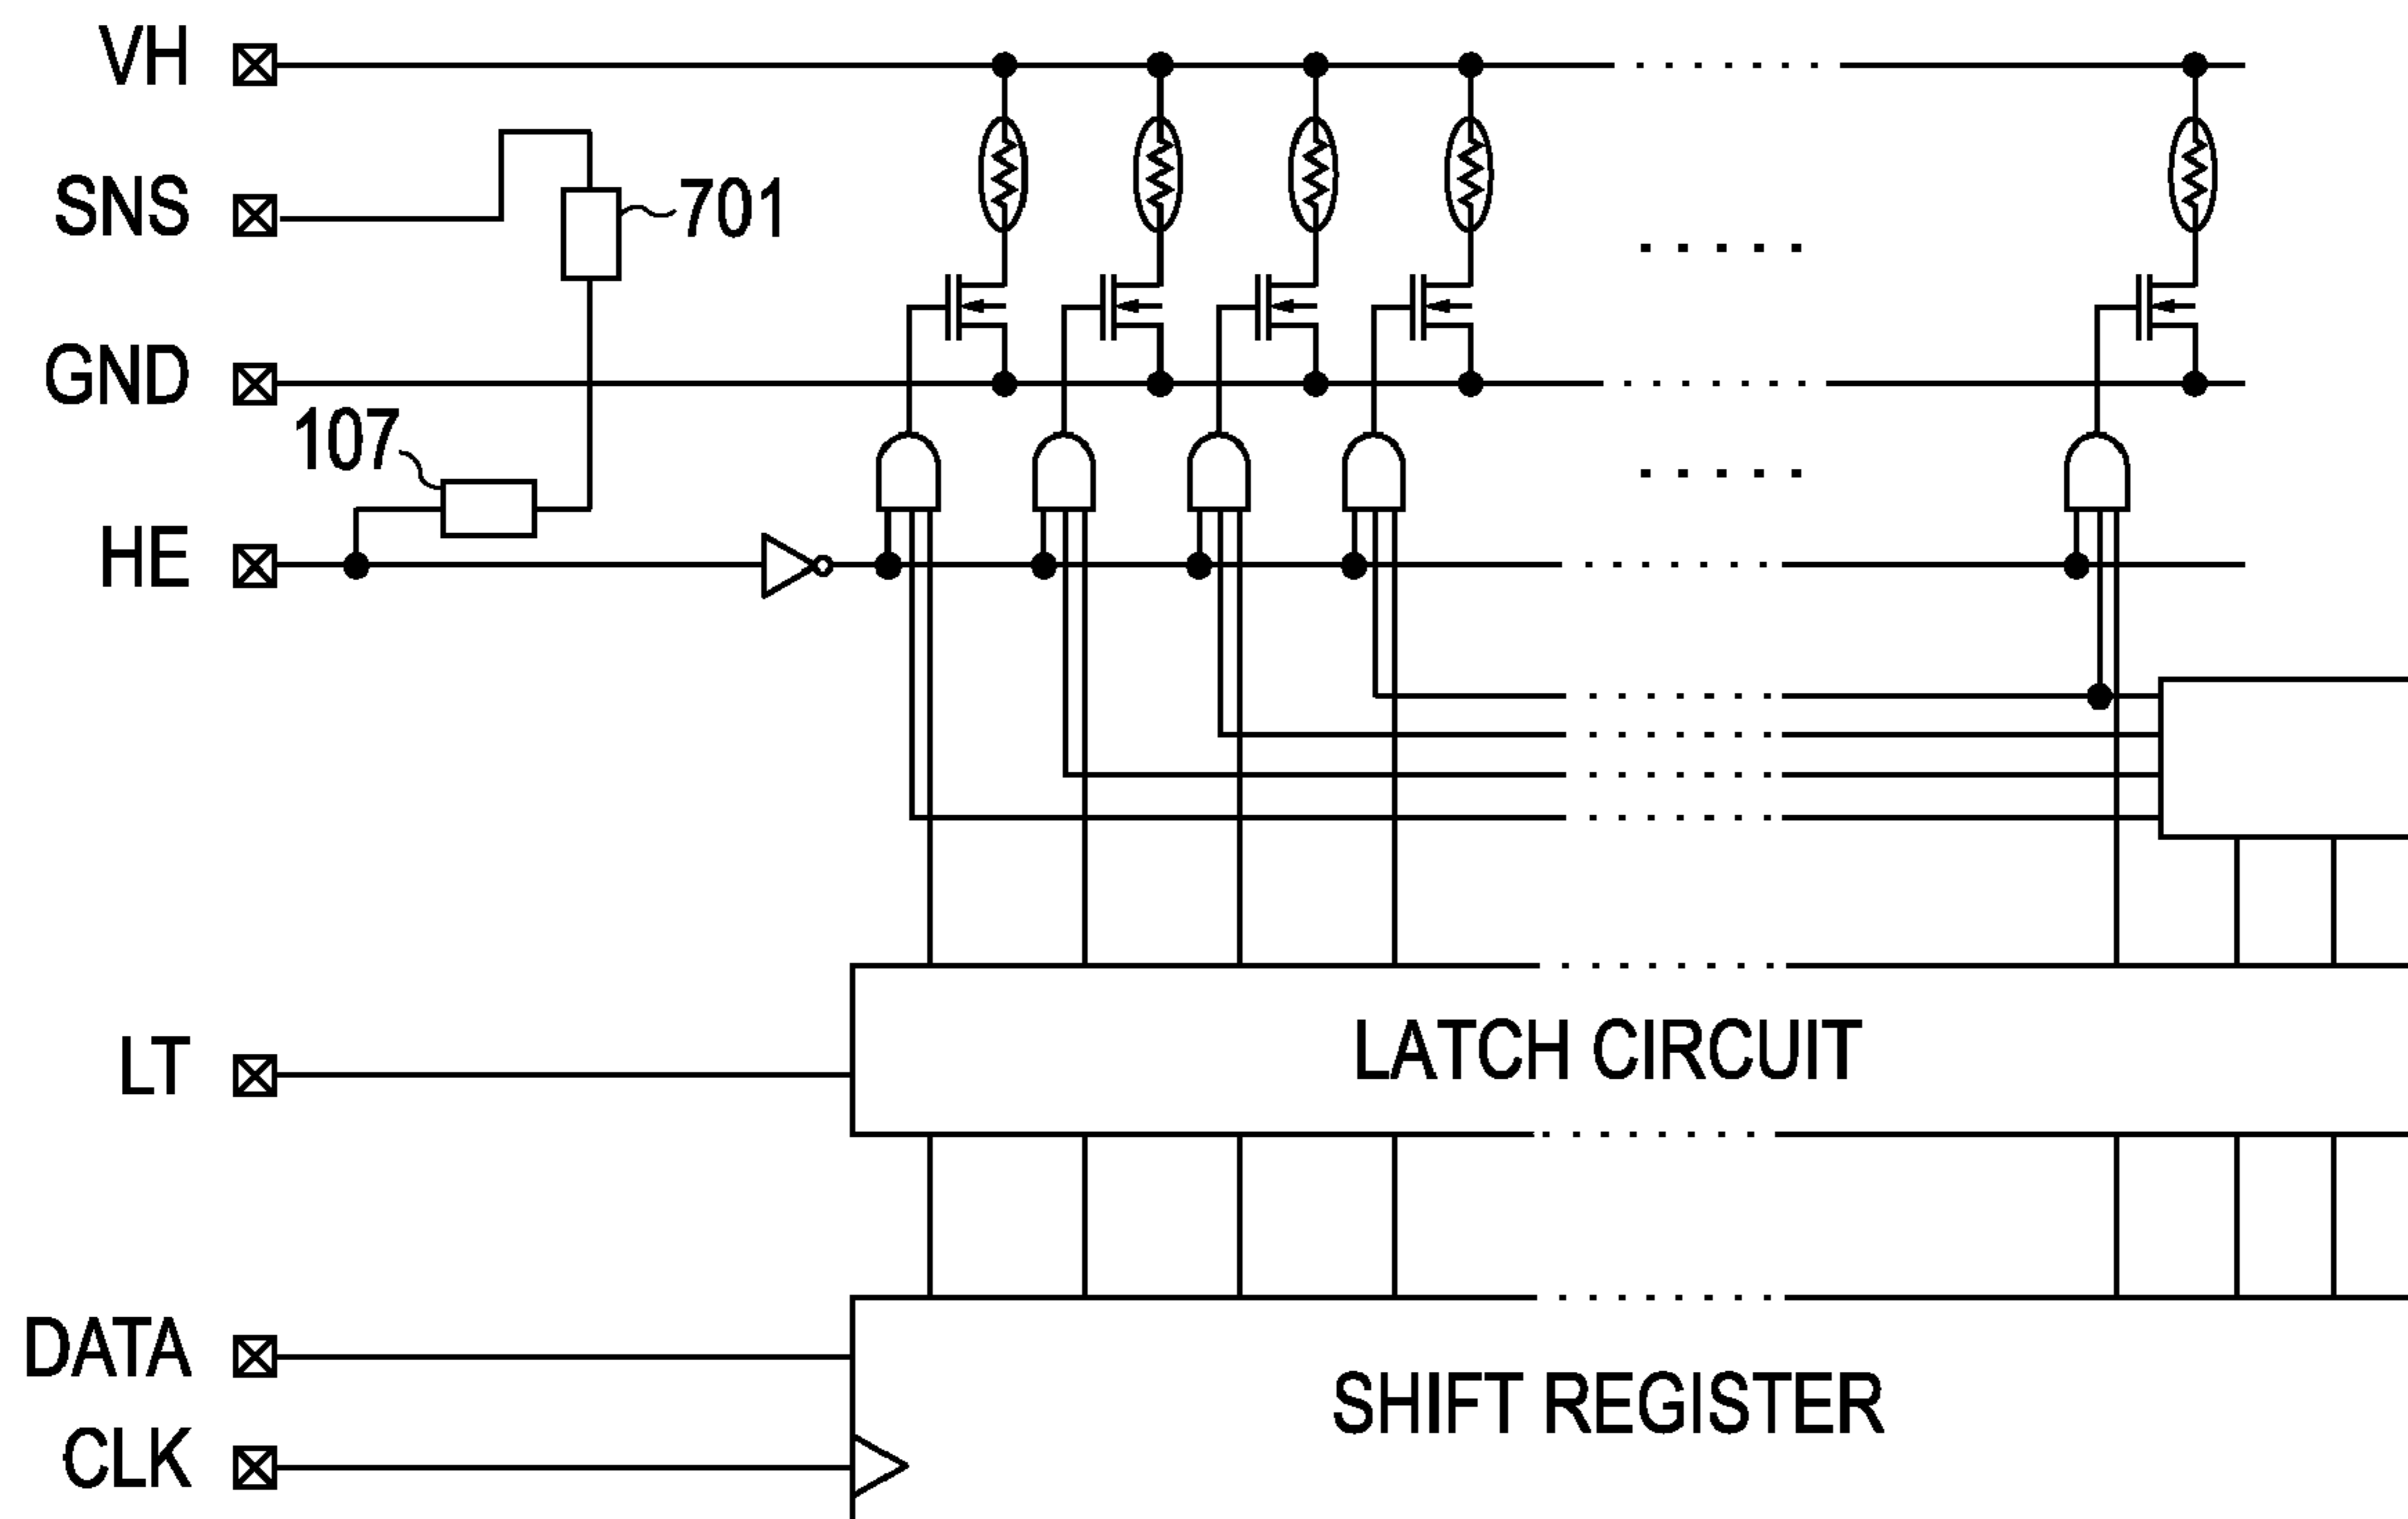 VH
SNS
701
GND
107
HE
LT
LATCH CIRCUIT
DATA
SHIFT REGISTER
CLK